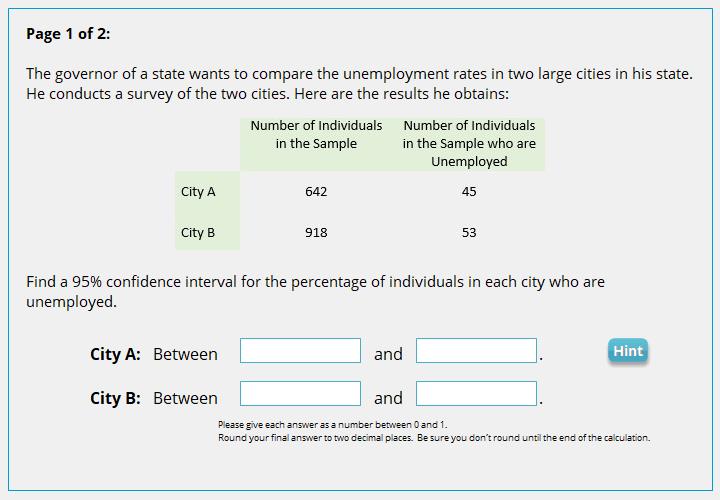 Page 1 of 2:
The governor of a state wants to compare the unemployment rates in two large cities in his state.
He conducts a survey of the two cities. Here are the results he obtains:
Number of Individuals in the Sample
Number of Individuals in the Sample who are Unemployed
City A 642 45
City B 918 53
Find a 95% confidence interval for the percentage of individuals in each city who are
unemployed.
City A: Between and .
Hint
City B: Between and .
Please give each answer as a number between 0 and 1.
Round your final answer to two decimal places. Be sure you don't round until the end of the calculation.